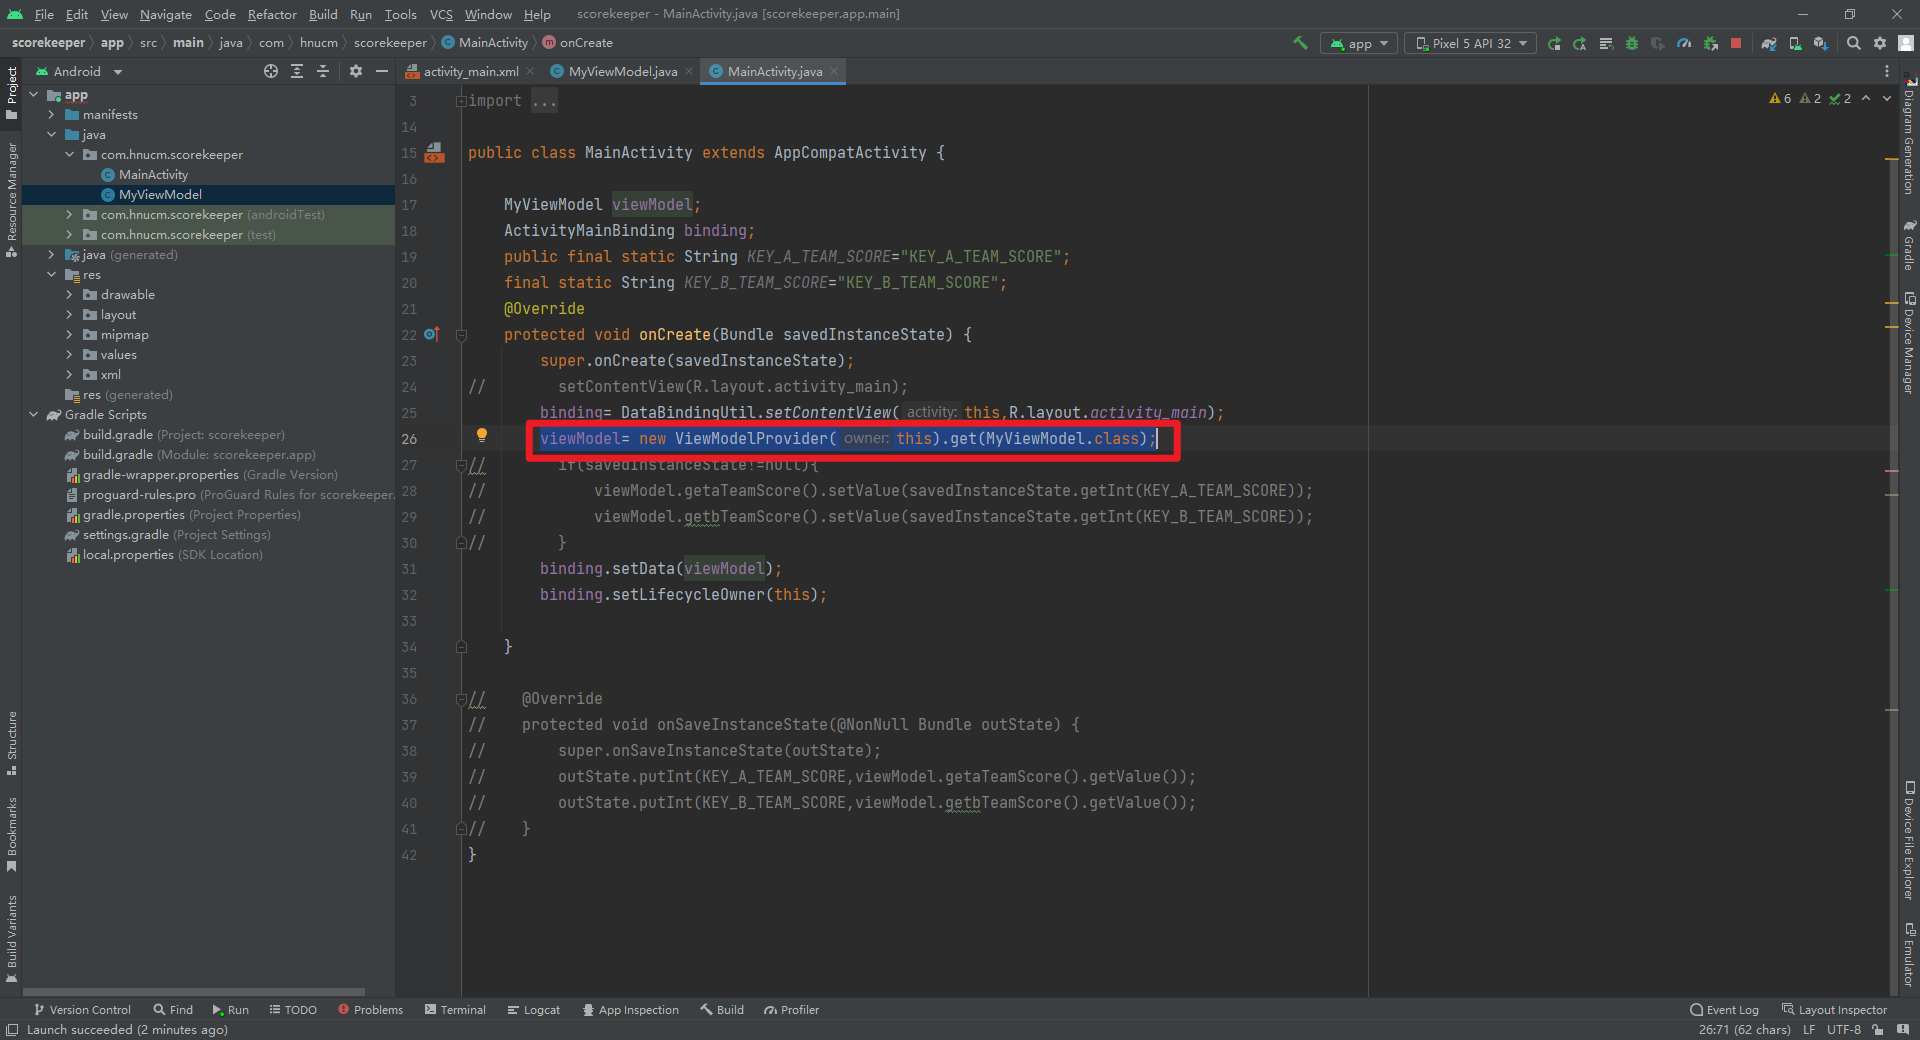 File Edit View Navigate Code Refactor Build Run Tools VCS Window Help scorekeeper - MainActivity.java [scorekeeper.app.main]
scorekeeper app src main java com hnucm scorekeeper MainActivity onCreate app Pixel 5 API 32
Android activity_main.xml MyViewModel.java MainActivity.java
Project
Resource Manager
Structure
Bookmarks
Build Variants
app
manifests
java
com.hnucm.scorekeeper
MainActivity
MyViewModel
com.hnucm.scorekeeper (androidTest)
com.hnucm.scorekeeper (test)
java (generated)
res
drawable
layout
mipmap
values
xml
res (generated)
Gradle Scripts
build.gradle (Project: scorekeeper)
build.gradle (Module: scorekeeper.app)
gradle-wrapper.properties (Gradle Version)
proguard-rules.pro (ProGuard Rules for scorekeeper.
gradle.properties (Project Properties)
settings.gradle (Project Settings)
local.properties (SDK Location)
6 2 2
3 import ...
14
15 public class MainActivity extends AppCompatActivity {
16
17 MyViewModel viewModel;
18 ActivityMainBinding binding;
19 public final static String KEY_A_TEAM_SCORE="KEY_A_TEAM_SCORE";
20 final static String KEY_B_TEAM_SCORE="KEY_B_TEAM_SCORE";
21 @Override
22 protected void onCreate(Bundle savedInstanceState) {
23 super.onCreate(savedInstanceState);
24 // setContentView(R.layout.activity_main);
25 binding= DataBindingUtil.setContentView( activity: this,R.layout.activity_main);
26 viewModel= new ViewModelProvider( owner: this).get(MyViewModel.class);
27 // if(savedInstanceState!=null){
28 // viewModel.getaTeamScore().setValue(savedInstanceState.getInt(KEY_A_TEAM_SCORE));
29 // viewModel.getbTeamScore().setValue(savedInstanceState.getInt(KEY_B_TEAM_SCORE));
30 // }
31 binding.setData(viewModel);
32 binding.setLifecycleOwner(this);
33
34 }
35
36 // @Override
37 // protected void onSaveInstanceState(@NonNull Bundle outState) {
38 // super.onSaveInstanceState(outState);
39 // outState.putInt(KEY_A_TEAM_SCORE,viewModel.getaTeamScore().getValue());
40 // outState.putInt(KEY_B_TEAM_SCORE,viewModel.getbTeamScore().getValue());
41 // }
42 }
Diagram Generation
Gradle
Device Manager
Device File Explorer
Emulator
Version Control Find Run TODO Problems Terminal Logcat App Inspection Build Profiler Event Log Layout Inspector
Launch succeeded (2 minutes ago) 26:71 (62 chars) LF UTF-8